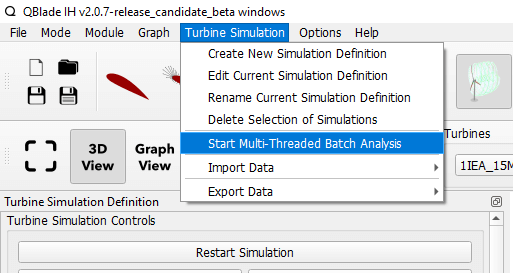 QBlade IH v2.0.7-release_candidate_beta windows
File Mode Module Graph Turbine Simulation Options Help
Create New Simulation Definition
Edit Current Simulation Definition
Rename Current Simulation Definition
Delete Selection of Simulations
Start Multi-Threaded Batch Analysis
Import Data
Export Data
3D View
Graph View
Turbines
1IEA_15M
Turbine Simulation Definition
Turbine Simulation Controls
Restart Simulation